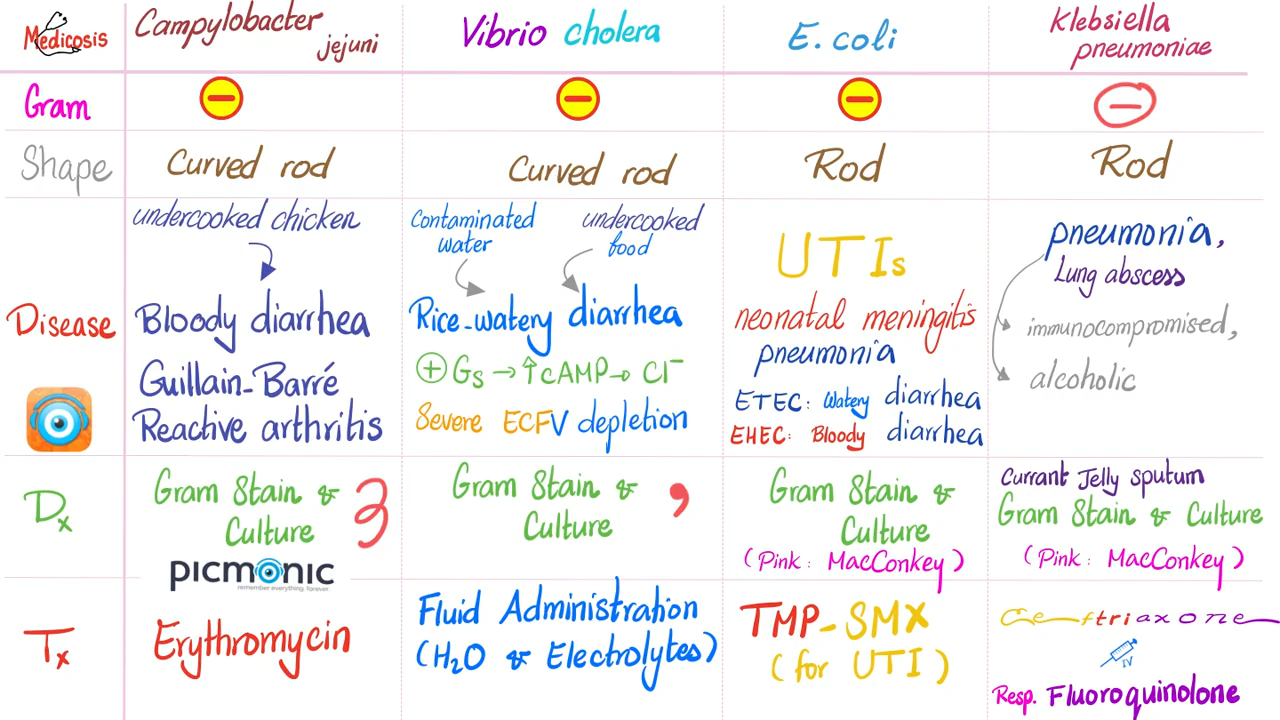 Medicosis
Campylobacter
jejuni
Vibrio cholera
E. coli
Klebsiella
pneumoniae
Gram
Shape
Curved rod
Curved rod
Rod
Rod
Disease
undercooked chicken
Bloody diarrhea
Guillain-Barré
Reactive arthritis
Contaminated
water
undercooked
food
Rice-watery diarrhea
+ Gs → ↑cAMP → Cl⁻
Severe ECFV depletion
UTIs
neonatal meningitis
pneumonia
ETEC: Watery diarrhea
EHEC: Bloody diarrhea
pneumonia,
Lung abscess
immunocompromised,
alcoholic
Dx
Gram Stain &
Culture
3
picmonic
remember everything. forever.
Gram Stain &
Culture
,
Gram Stain &
Culture
(Pink: MacConkey)
Currant Jelly sputum
Gram Stain & Culture
(Pink: MacConkey)
Tx
Erythromycin
Fluid Administration
(H₂O & Electrolytes)
TMP-SMX
(for UTI)
Ceftriaxone
IV
Resp. Fluoroquinolone